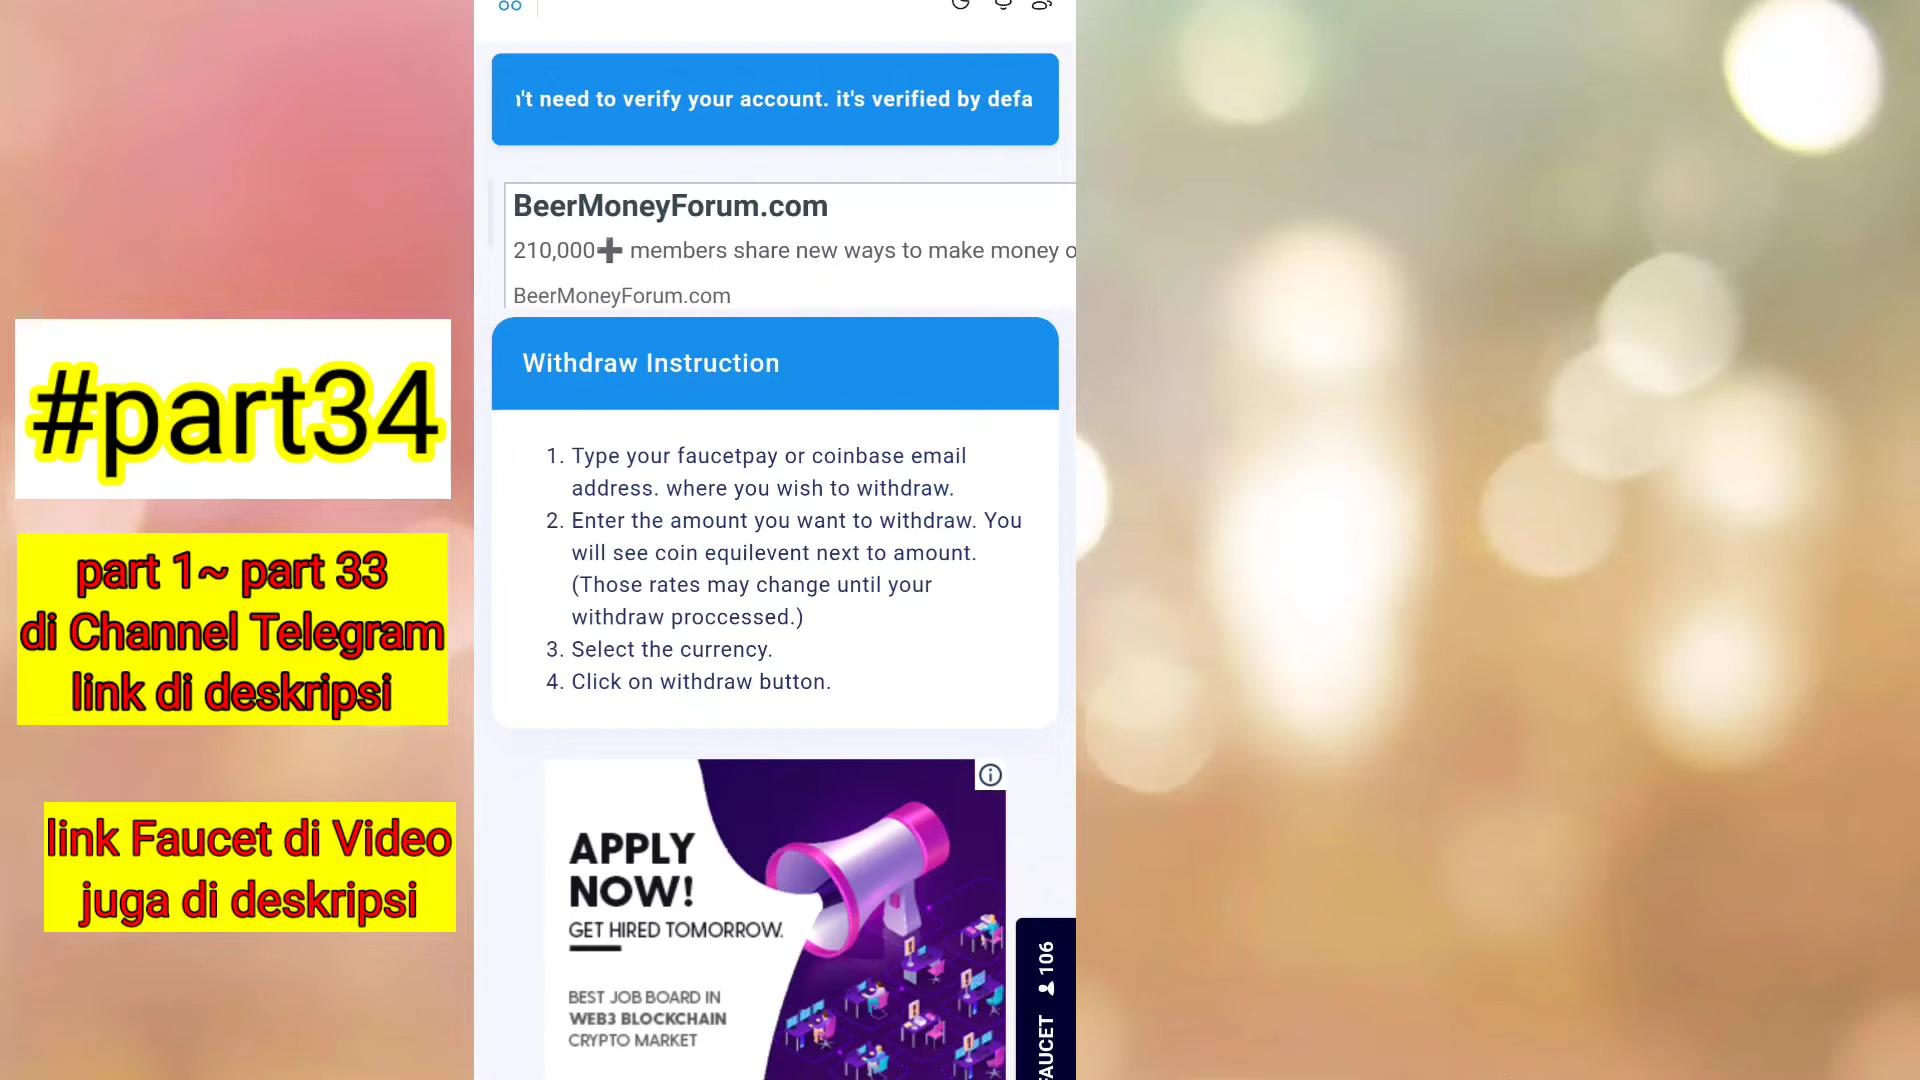 #part34
part 1~ part 33
di Channel Telegram
link di deskripsi
link Faucet di Video
juga di deskripsi
't need to verify your account. it's verified by defa
BeerMoneyForum.com
210,000➕ members share new ways to make money o
BeerMoneyForum.com
Withdraw Instruction
1. Type your faucetpay or coinbase email
address. where you wish to withdraw.
2. Enter the amount you want to withdraw. You
will see coin equilevent next to amount.
(Those rates may change until your
withdraw proccessed.)
3. Select the currency.
4. Click on withdraw button.
APPLY
NOW!
GET HIRED TOMORROW.
BEST JOB BOARD IN
WEB3 BLOCKCHAIN
CRYPTO MARKET
FAUCET 106